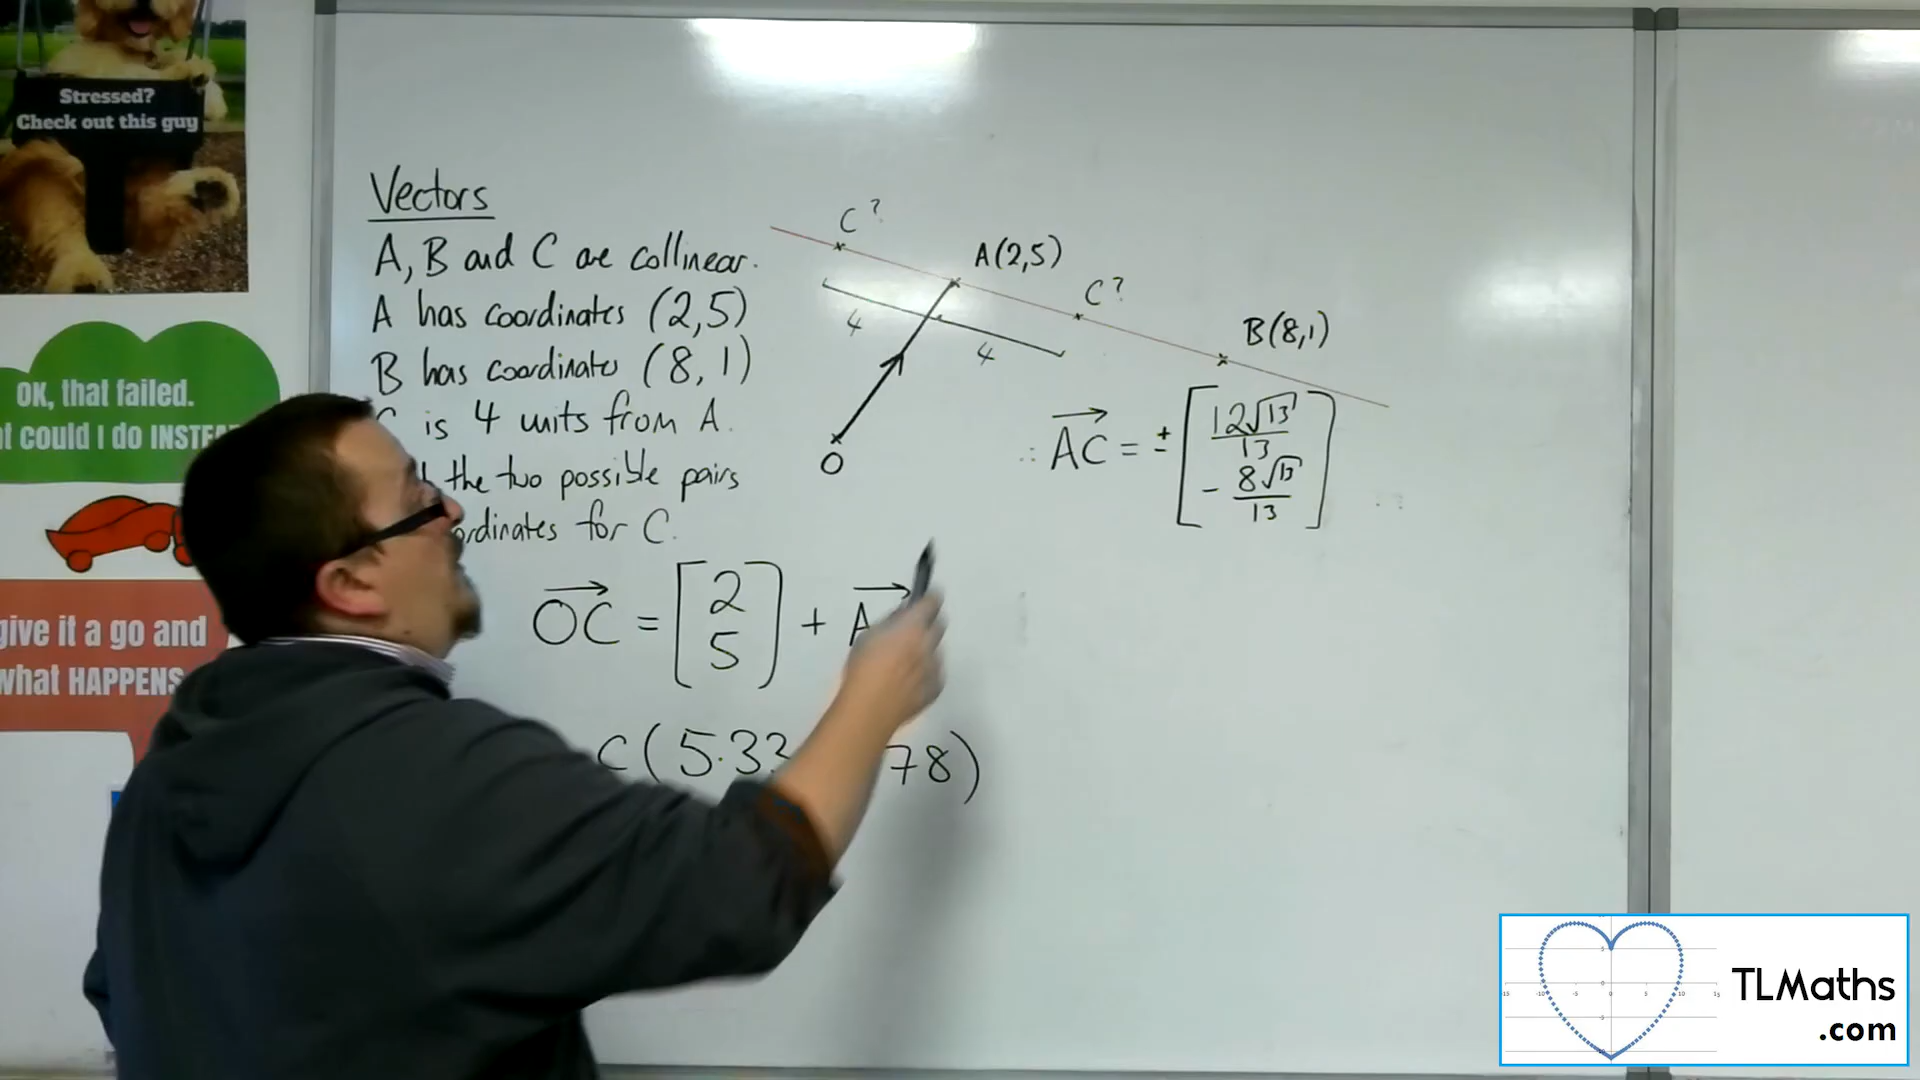 Stressed?
Check out this guy
OK, that failed.
could I do
give it a go and
what HAPPENS
Vectors
A, B and C are collinear.
A has coordinates (2,5)
B has coordinates (8, 1)
is 4 units from A.
the two possible pairs
for C.
C?
A(2,5)
C?
B(8,1)
4
4
O
∴ AC = ± [12√13/13
- 8√13/13]
OC = [2
5] + A
C (5.33 78)
TLMaths
.com